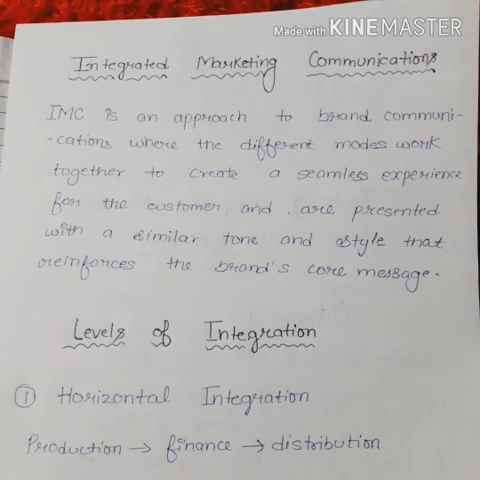 Made with KINEMASTER
Integrated Marketing Communications
IMC is an approach to brand communi-
-cations where the different modes work
together to create a seamless experience
for the customer and are presented
with a similar tone and style that
reinforces the brand's core message.
Levels of Integration
① Horizontal Integration
Production → finance → distribution